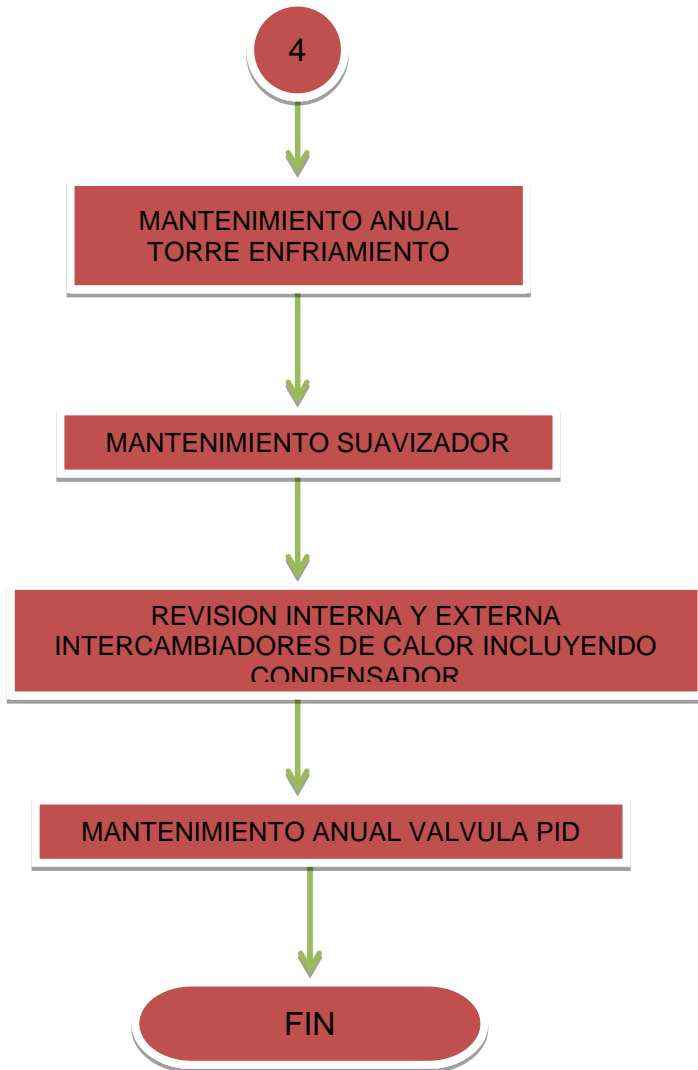 4
MANTENIMIENTO ANUAL
TORRE ENFRIAMIENTO
MANTENIMIENTO SUAVIZADOR
REVISION INTERNA Y EXTERNA
INTERCAMBIADORES DE CALOR INCLUYENDO
CONDENSADOR
MANTENIMIENTO ANUAL VALVULA PID
FIN